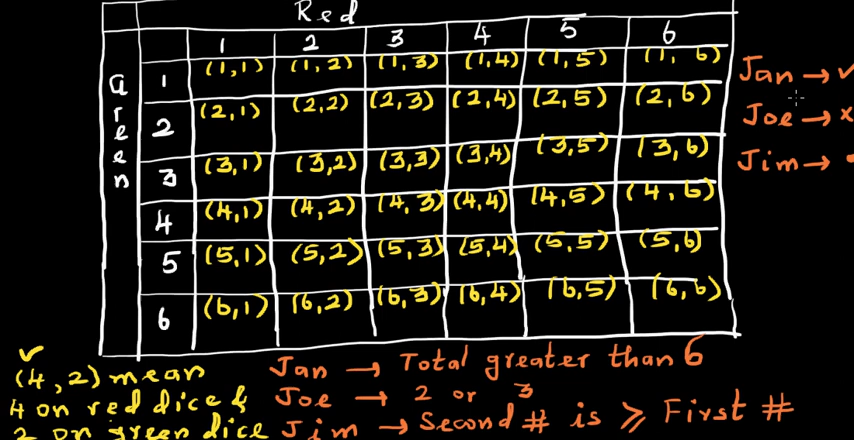 Red
1 2 3 4 5 6
Green
1 (1,1) (1,2) (1,3) (1,4) (1,5) (1,6)
2 (2,1) (2,2) (2,3) (2,4) (2,5) (2,6)
3 (3,1) (3,2) (3,3) (3,4) (3,5) (3,6)
4 (4,1) (4,2) (4,3) (4,4) (4,5) (4,6)
5 (5,1) (5,2) (5,3) (5,4) (5,5) (5,6)
6 (6,1) (6,2) (6,3) (6,4) (6,5) (6,6)
Jan → ✓
Joe → x
Jim →
✓
(4,2) mean
4 on red dice &
2 on green dice
Jan → Total greater than 6
Joe → 2 or 3
Jim → Second # is ≥ First #